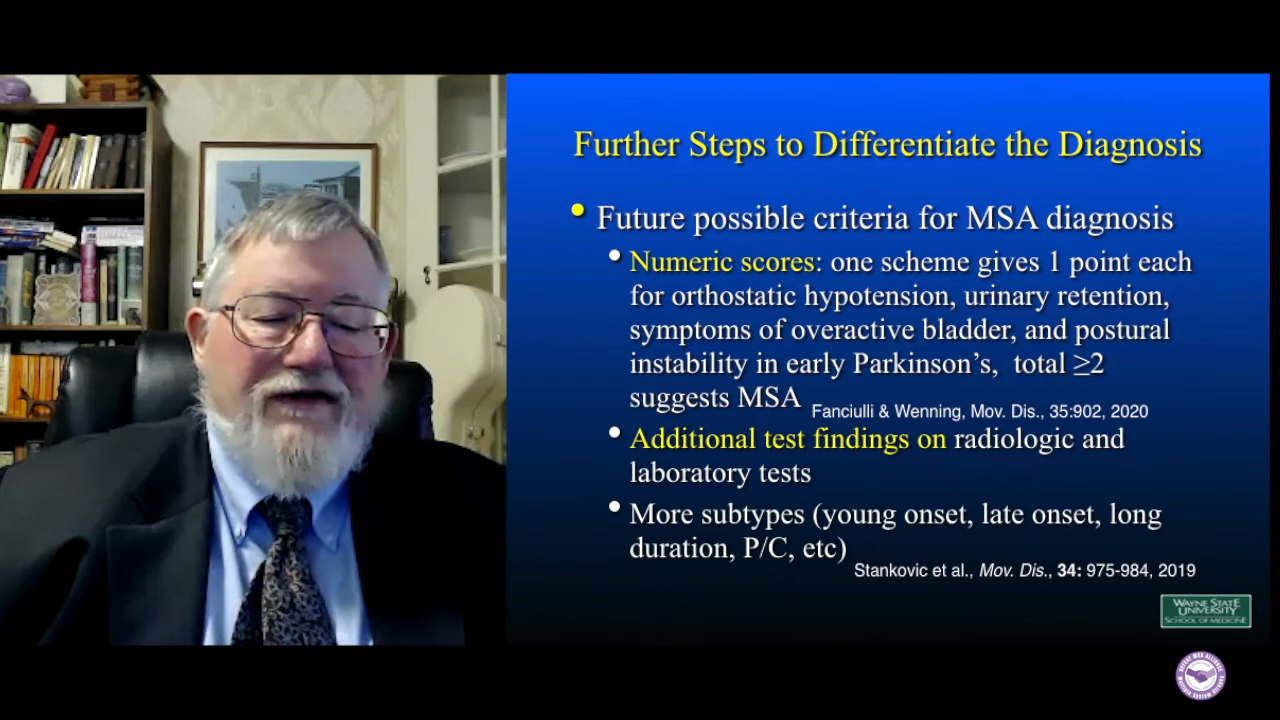 Further Steps to Differentiate the Diagnosis
• Future possible criteria for MSA diagnosis
• Numeric scores: one scheme gives 1 point each
for orthostatic hypotension, urinary retention,
symptoms of overactive bladder, and postural
instability in early Parkinson’s,  total ≥2
suggests MSA
Fanciulli & Wenning, Mov. Dis., 35:902, 2020
• Additional test findings on radiologic and
laboratory tests
• More subtypes (young onset, late onset, long
duration, P/C, etc)
Stankovic et al., Mov. Dis., 34: 975-984, 2019
WAYNE STATE
UNIVERSITY
SCHOOL OF MEDICINE
DEFEAT MSA ALLIANCE